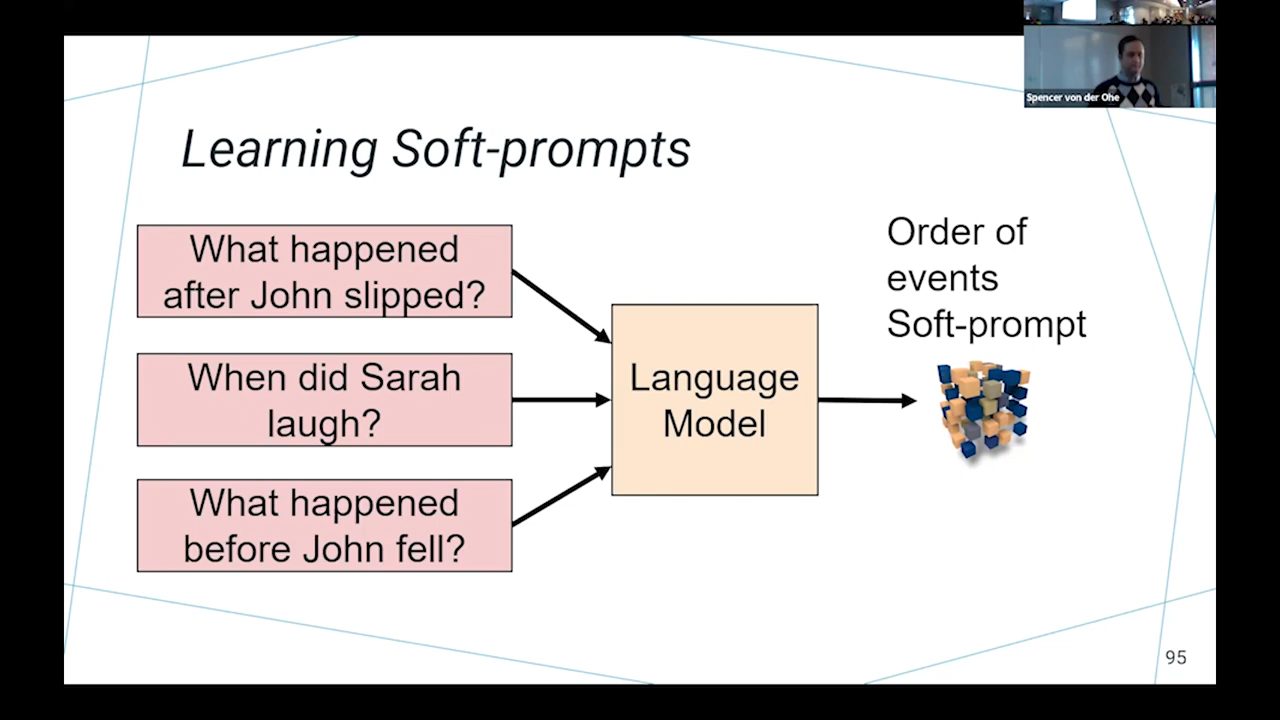 Spencer von der Ohe
Learning Soft-prompts
What happened
after John slipped?
When did Sarah
laugh?
What happened
before John fell?
Language
Model
Order of
events
Soft-prompt
95